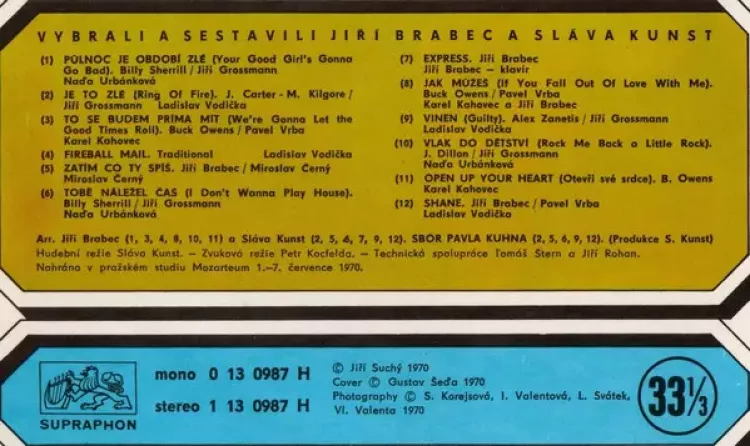 VYBRALI A SESTAVILI JIŘÍ BRABEC A SLÁVA KUNST
(1) PŮLNOC JE OBDOBÍ ZLÉ (Your Good Girl's Gonna
Go Bad). Billy Sherrill / Jiří Grossmann
Naďa Urbánková
(2) JE TO ZLÉ (Ring Of Fire). J. Carter - M. Kilgore /
Jiří Grossmann Ladislav Vodička
(3) TO SE BUDEM PRÍMA MÍT (We're Gonna Let the
Good Times Roll). Buck Owens / Pavel Vrba
Karel Kahovec
(4) FIREBALL MAIL. Traditional Ladislav Vodička
(5) ZATÍM CO TY SPÍŠ. Jiří Brabec / Miroslav Černý
Miroslav Černý
(6) TOBĚ NÁLEŽEL ČAS (I Don't Wanna Play House).
Billy Sherrill / Jiří Grossmann
Naďa Urbánková
(7) EXPRESS. Jiří Brabec
Jiří Brabec – klavír
(8) JAK MŮŽEŠ (If You Fall Out Of Love With Me).
Buck Owens / Pavel Vrba
Karel Kahovec a Jiří Brabec
(9) VINEN (Guilty). Alex Zanetis / Jiří Grossmann
Ladislav Vodička
(10) VLAK DO DĚTSTVÍ (Rock Me Back a Little Rock).
J. Dillon / Jiří Grossmann
Naďa Urbánková
(11) OPEN UP YOUR HEART (Otevři své srdce). B. Owens
Karel Kahovec
(12) SHANE. Jiří Brabec / Pavel Vrba
Ladislav Vodička
Arr. Jiří Brabec (1, 3, 4, 8, 10, 11) a Sláva Kunst (2, 5, 6, 7, 9, 12). SBOR PAVLA KUHNA (2, 5, 6, 9, 12). (Produkce S. Kunst)
Hudební režie Sláva Kunst. – Zvuková režie Petr Kocfelda. – Technická spolupráce Tomáš Štern a Jiří Rohan.
Nahráno v pražském studiu Mozarteum 1.–7. července 1970.
SUPRAPHON
mono 0 13 0987 H
stereo 1 13 0987 H
© Jiří Suchý 1970
Cover © Gustav Šeďa 1970
Photography © S. Korejsová, I. Valentová, L. Svátek,
Vl. Valenta 1970
33⅓